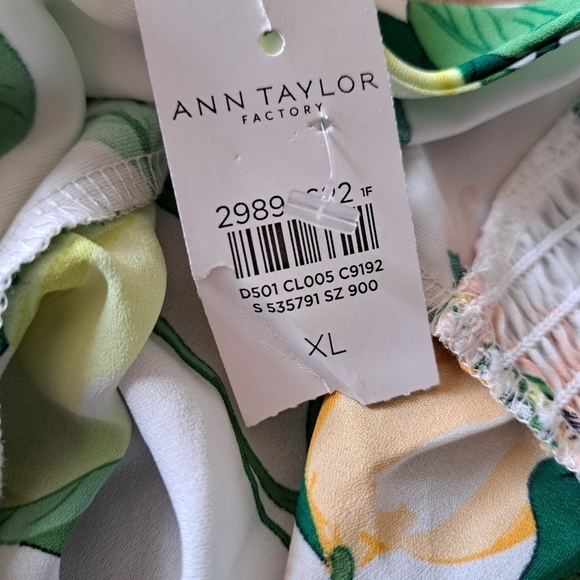 ANN TAYLOR
FACTORY
2989 1F
D501 CL005 C9192
S 535791 SZ 900
XL